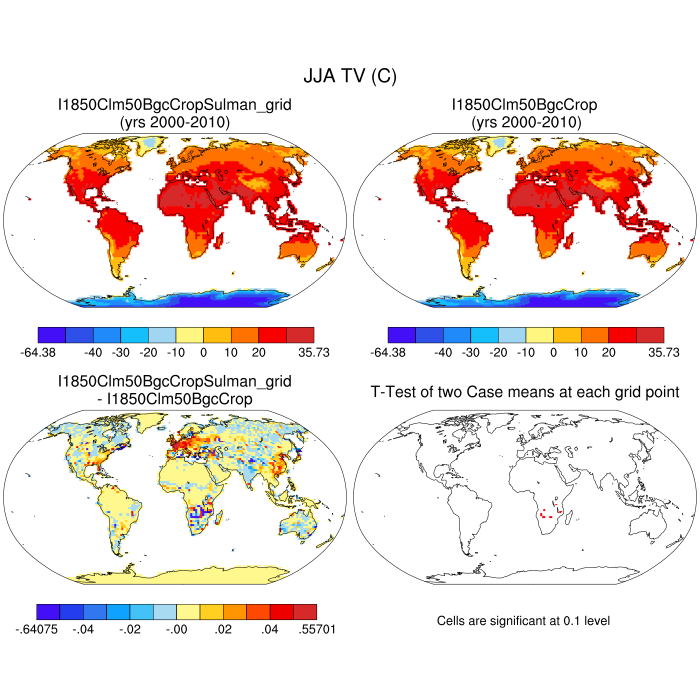 JJA TV (C)
I1850Clm50BgcCropSulman_grid
(yrs 2000-2010)
I1850Clm50BgcCrop
(yrs 2000-2010)
-64.38 -40 -30 -20 -10 0 10 20 35.73
-64.38 -40 -30 -20 -10 0 10 20 35.73
I1850Clm50BgcCropSulman_grid
- I1850Clm50BgcCrop
T-Test of two Case means at each grid point
-.64075 -.04 -.02 -.00 .02 .04 .55701
Cells are significant at 0.1 level